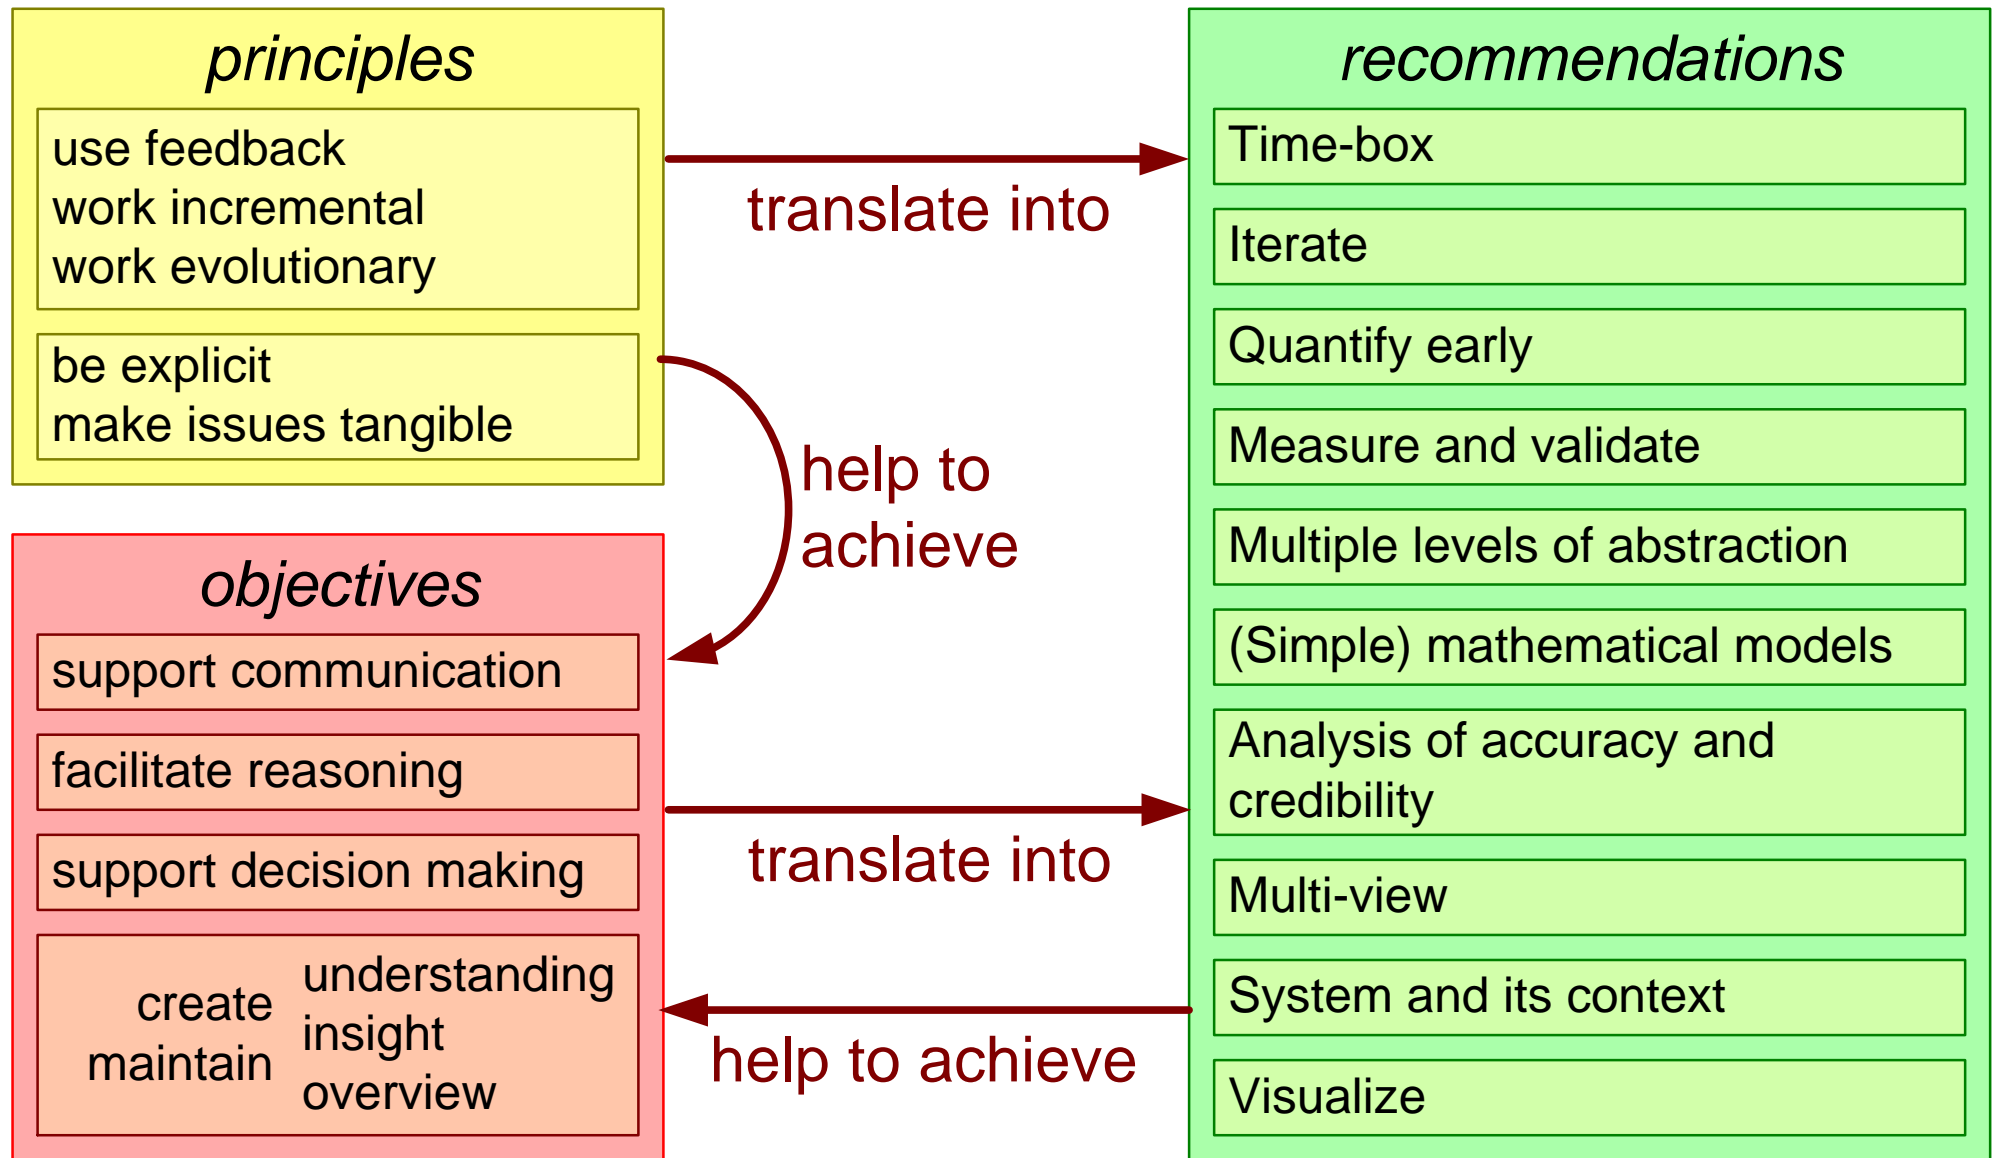 principles
use feedback
work incremental
work evolutionary
be explicit
make issues tangible
translate into
help to
achieve
objectives
support communication
facilitate reasoning
support decision making
create
maintain
understanding
insight
overview
translate into
help to achieve
recommendations
Time-box
Iterate
Quantify early
Measure and validate
Multiple levels of abstraction
(Simple) mathematical models
Analysis of accuracy and
credibility
Multi-view
System and its context
Visualize